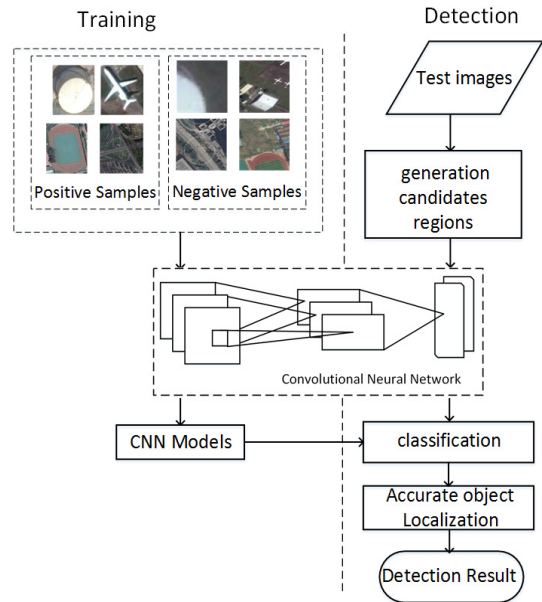 Training
Detection
Positive Samples
Negative Samples
Test images
generation
candidates
regions
Convolutional Neural Network
CNN Models
classification
Accurate object
Localization
Detection Result